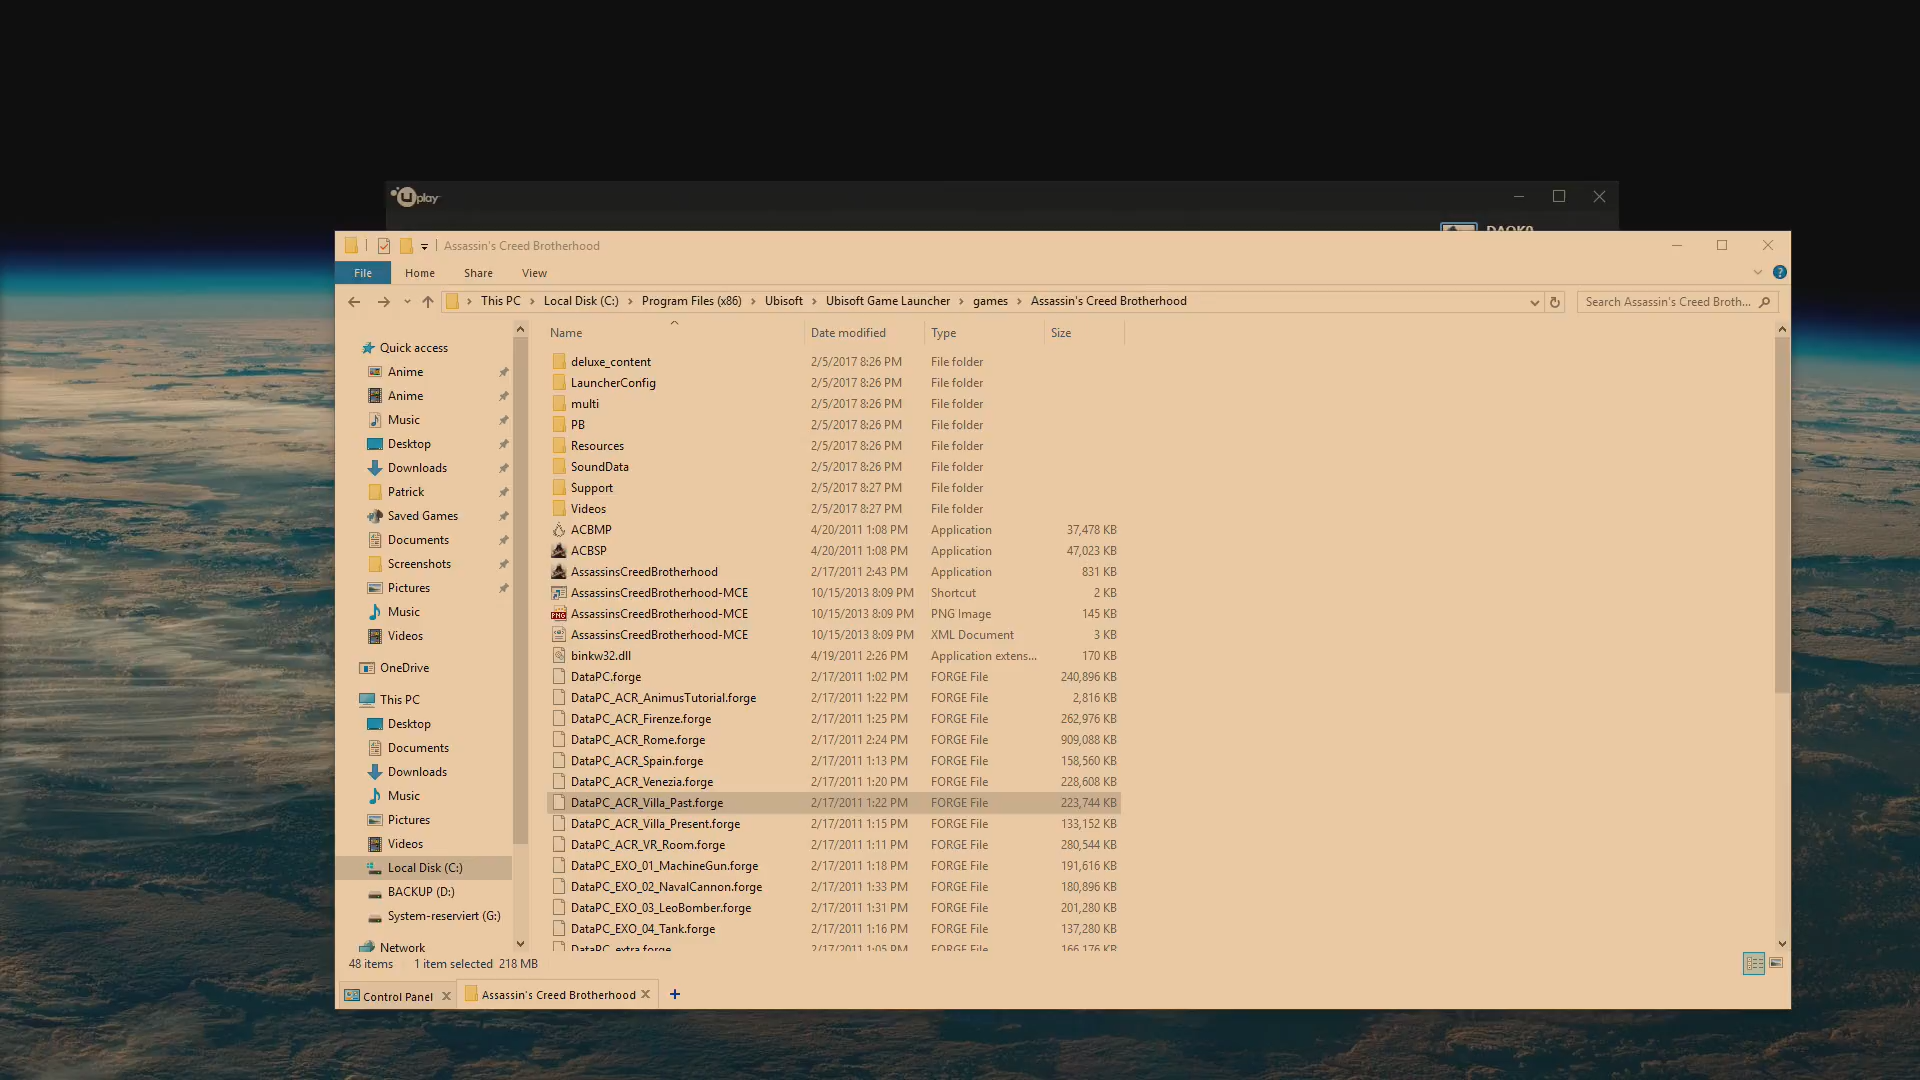 uplay
Assassin's Creed Brotherhood
File Home Share View
This PC Local Disk (C:) Program Files (x86) Ubisoft Ubisoft Game Launcher games Assassin's Creed Brotherhood
Search Assassin's Creed Broth...
Quick access
Anime
Anime
Music
Desktop
Downloads
Patrick
Saved Games
Documents
Screenshots
Pictures
Music
Videos
OneDrive
This PC
Desktop
Documents
Downloads
Music
Pictures
Videos
Local Disk (C:)
BACKUP (D:)
System-reserviert (G:)
Network
Name Date modified Type Size
deluxe_content 2/5/2017 8:26 PM File folder
LauncherConfig 2/5/2017 8:26 PM File folder
multi 2/5/2017 8:26 PM File folder
PB 2/5/2017 8:26 PM File folder
Resources 2/5/2017 8:26 PM File folder
SoundData 2/5/2017 8:26 PM File folder
Support 2/5/2017 8:27 PM File folder
Videos 2/5/2017 8:27 PM File folder
ACBMP 4/20/2011 1:08 PM Application 37,478 KB
ACBSP 4/20/2011 1:08 PM Application 47,023 KB
AssassinsCreedBrotherhood 2/17/2011 2:43 PM Application 831 KB
AssassinsCreedBrotherhood-MCE 10/15/2013 8:09 PM Shortcut 2 KB
AssassinsCreedBrotherhood-MCE 10/15/2013 8:09 PM PNG Image 145 KB
AssassinsCreedBrotherhood-MCE 10/15/2013 8:09 PM XML Document 3 KB
binkw32.dll 4/19/2011 2:26 PM Application extens... 170 KB
DataPC.forge 2/17/2011 1:02 PM FORGE File 240,896 KB
DataPC_ACR_AnimusTutorial.forge 2/17/2011 1:22 PM FORGE File 2,816 KB
DataPC_ACR_Firenze.forge 2/17/2011 1:25 PM FORGE File 262,976 KB
DataPC_ACR_Rome.forge 2/17/2011 2:24 PM FORGE File 909,088 KB
DataPC_ACR_Spain.forge 2/17/2011 1:13 PM FORGE File 158,560 KB
DataPC_ACR_Venezia.forge 2/17/2011 1:20 PM FORGE File 228,608 KB
DataPC_ACR_Villa_Past.forge 2/17/2011 1:22 PM FORGE File 223,744 KB
DataPC_ACR_Villa_Present.forge 2/17/2011 1:15 PM FORGE File 133,152 KB
DataPC_ACR_VR_Room.forge 2/17/2011 1:11 PM FORGE File 280,544 KB
DataPC_EXO_01_MachineGun.forge 2/17/2011 1:18 PM FORGE File 191,616 KB
DataPC_EXO_02_NavalCannon.forge 2/17/2011 1:33 PM FORGE File 180,896 KB
DataPC_EXO_03_LeoBomber.forge 2/17/2011 1:31 PM FORGE File 201,280 KB
DataPC_EXO_04_Tank.forge 2/17/2011 1:16 PM FORGE File 137,280 KB
DataPC_extra.forge 2/17/2011 1:05 PM FORGE File 166,176 KB
48 items 1 item selected 218 MB
Control Panel Assassin's Creed Brotherhood